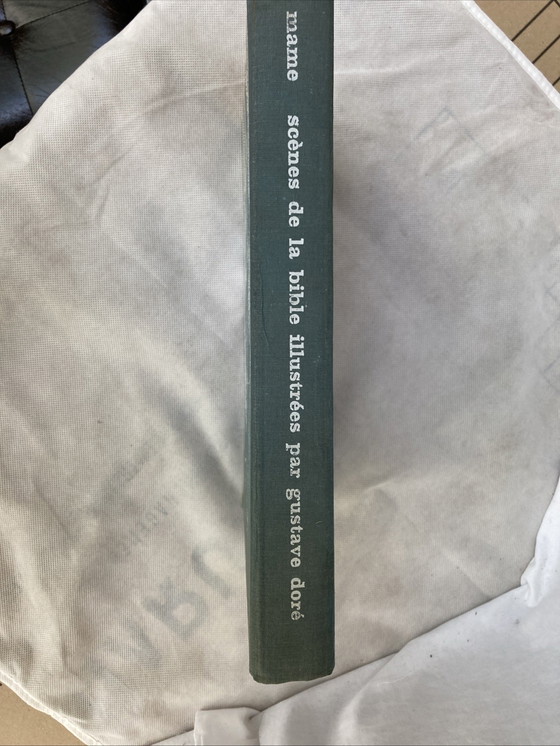 mame scènes de la bible illustrées par gustave doré